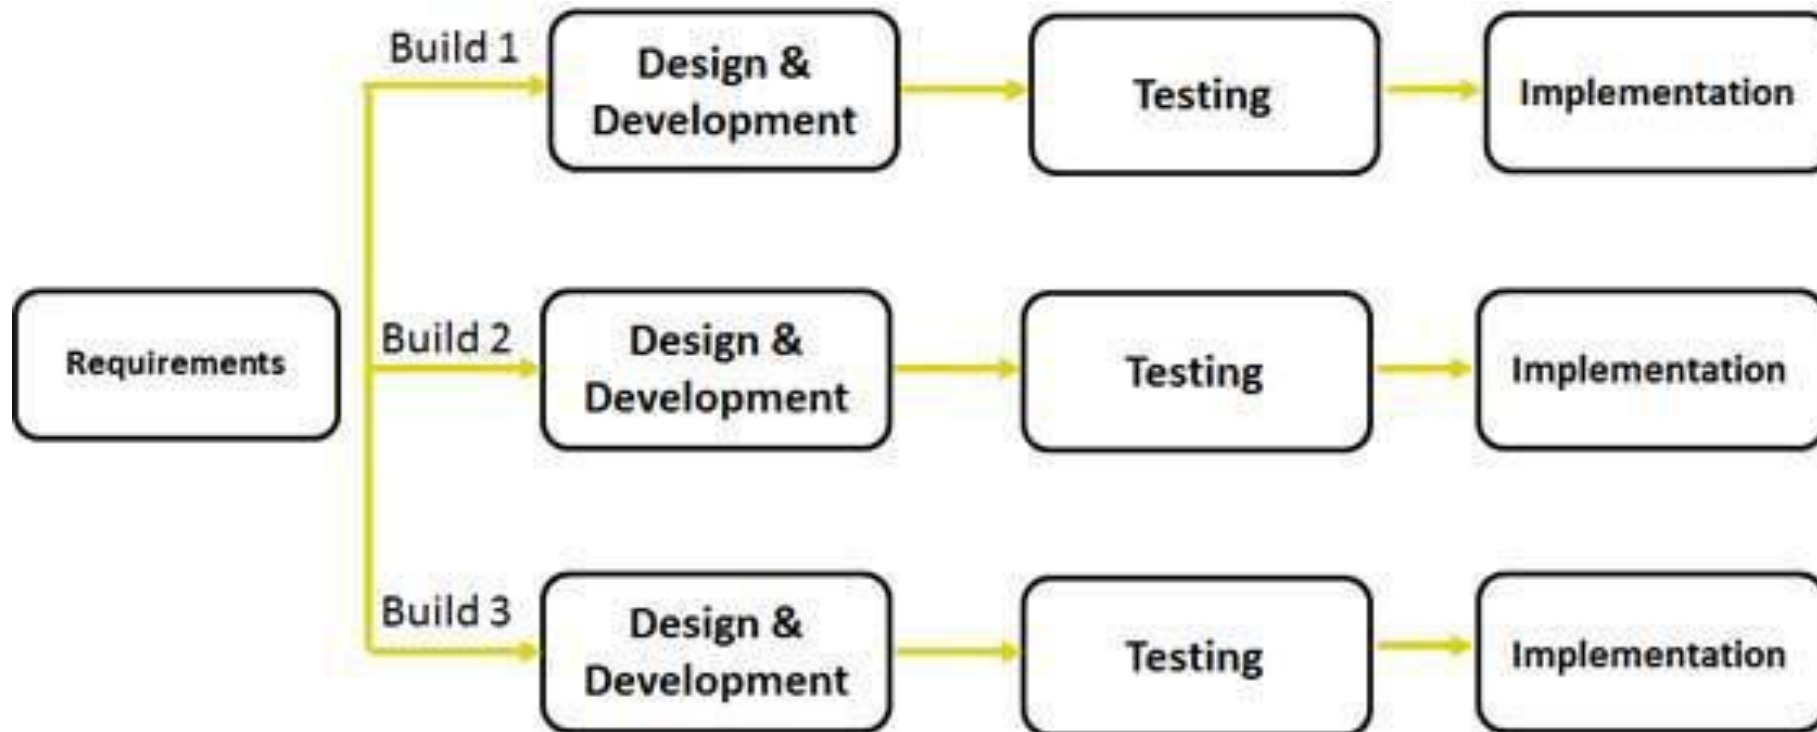 Build 1
Design &
Development
Testing
Implementation
Requirements
Build 2
Design &
Development
Testing
Implementation
Build 3
Design &
Development
Testing
Implementation